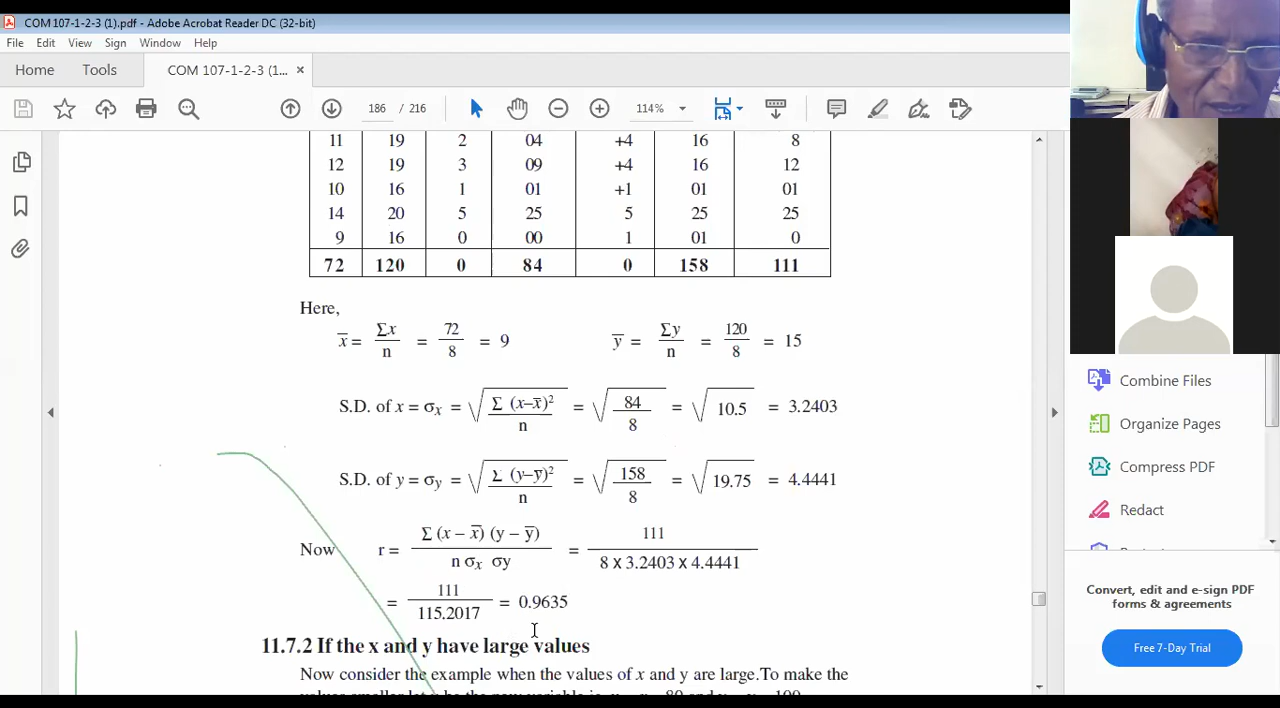 COM 107-1-2-3 (1).pdf - Adobe Acrobat Reader DC (32-bit)
File Edit View Sign Window Help
Home Tools COM 107-1-2-3 (1... ×
186 / 216 114%
11 19 2 04 +4 16 8
12 19 3 09 +4 16 12
10 16 1 01 +1 01 01
14 20 5 25 5 25 25
9 16 0 00 1 01 0
72 120 0 84 0 158 111
Here,
x̅ = Σx/n = 72/8 = 9 y̅ = Σy/n = 120/8 = 15
S.D. of x = σx = √(Σ (x–x̅)²/n) = √(84/8) = √10.5 = 3.2403
S.D. of y = σy = √(Σ (y–y̅)²/n) = √(158/8) = √19.75 = 4.4441
Now r = Σ (x – x̅) (y – y̅)/n σx σy = 111/8 x 3.2403 x 4.4441
= 111/115.2017 = 0.9635
11.7.2 If the x and y have large values
Now consider the example when the values of x and y are large.To make the
Combine Files
Organize Pages
Compress PDF
Redact
Convert, edit and e-sign PDF
forms & agreements
Free 7-Day Trial